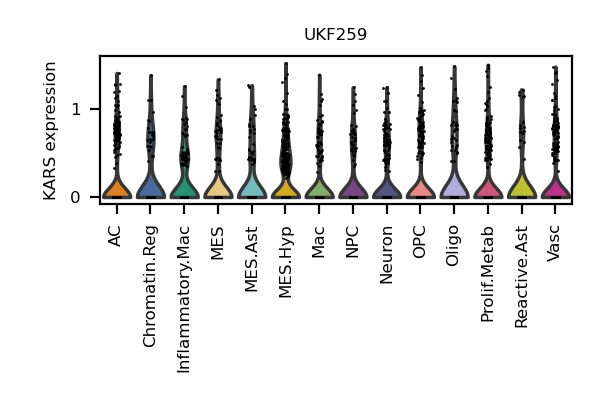 UKF259
KARS expression
1
0
AC
Chromatin.Reg
Inflammatory.Mac
MES
MES.Ast
MES.Hyp
Mac
NPC
Neuron
OPC
Oligo
Prolif.Metab
Reactive.Ast
Vasc